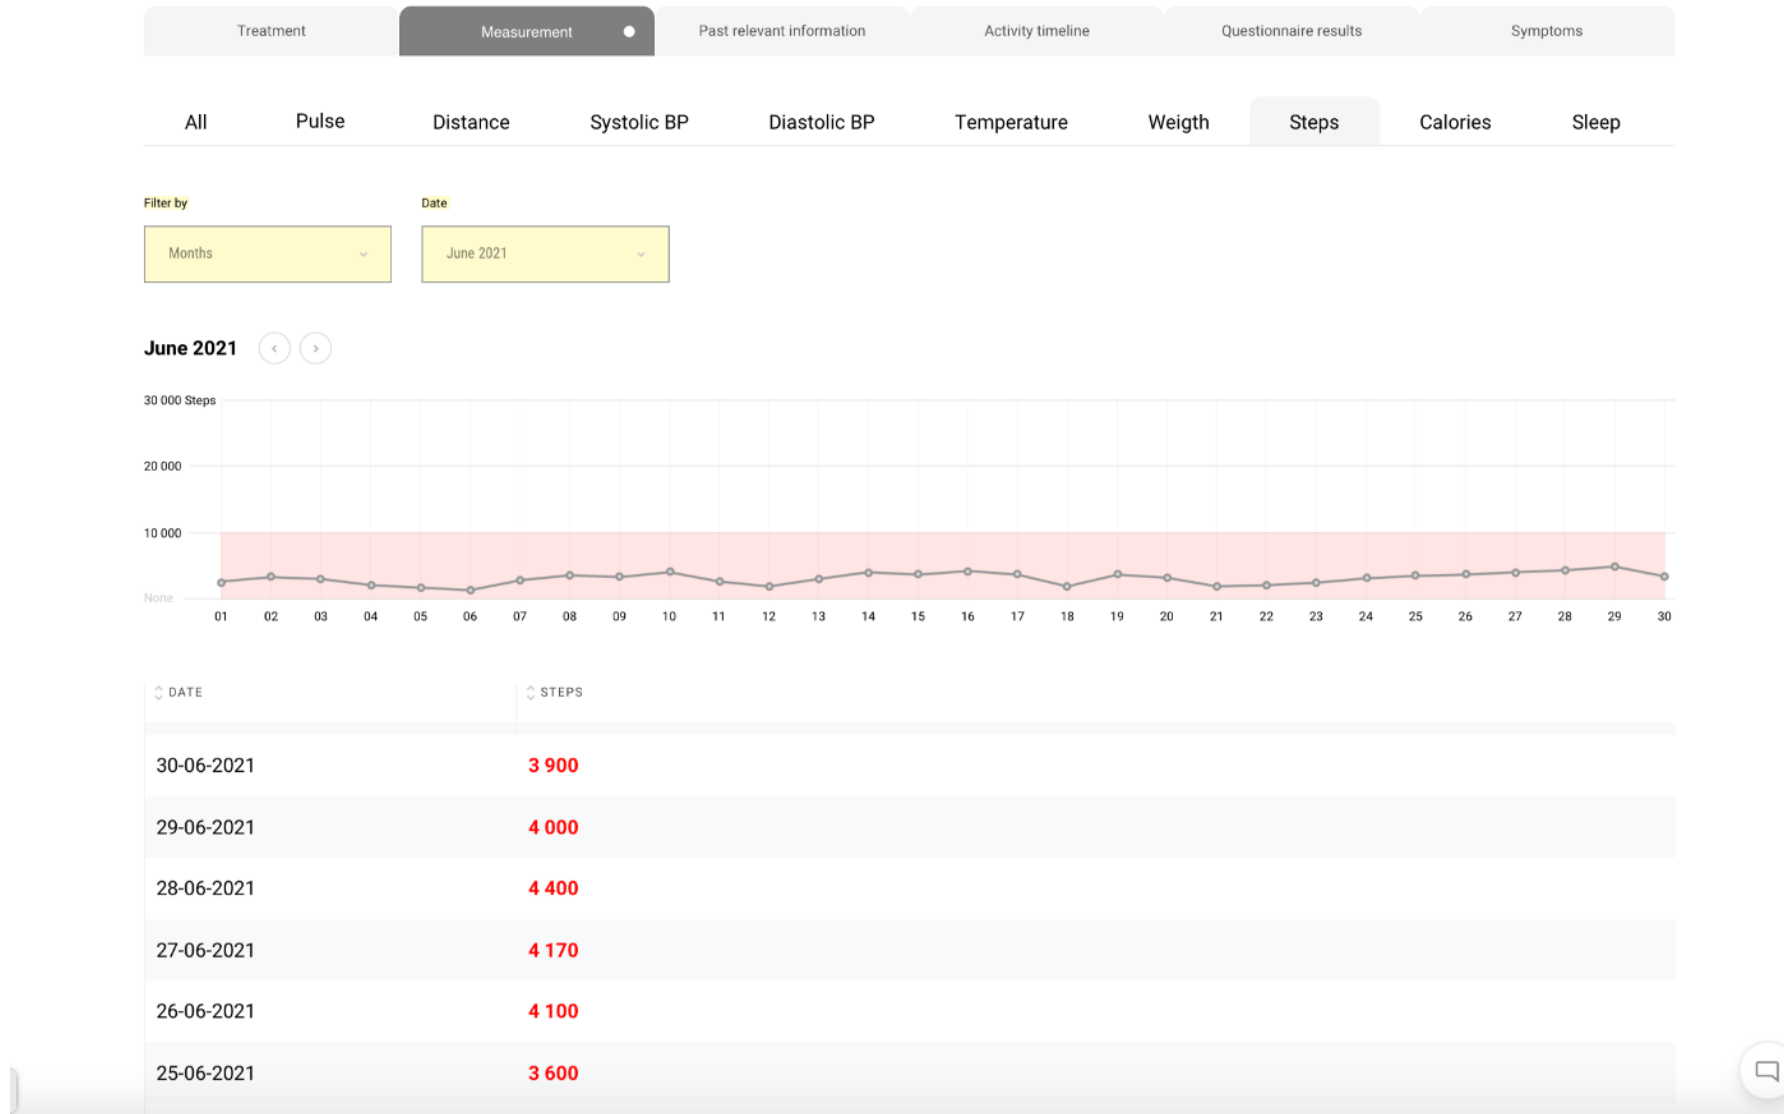 Treatment Measurement Past relevant information Activity timeline Questionnaire results Symptoms
All Pulse Distance Systolic BP Diastolic BP Temperature Weigth Steps Calories Sleep
Filter by Date
Months June 2021
June 2021
30 000 Steps
20 000
10 000
None
01 02 03 04 05 06 07 08 09 10 11 12 13 14 15 16 17 18 19 20 21 22 23 24 25 26 27 28 29 30
DATE STEPS
30-06-2021 3 900
29-06-2021 4 000
28-06-2021 4 400
27-06-2021 4 170
26-06-2021 4 100
25-06-2021 3 600